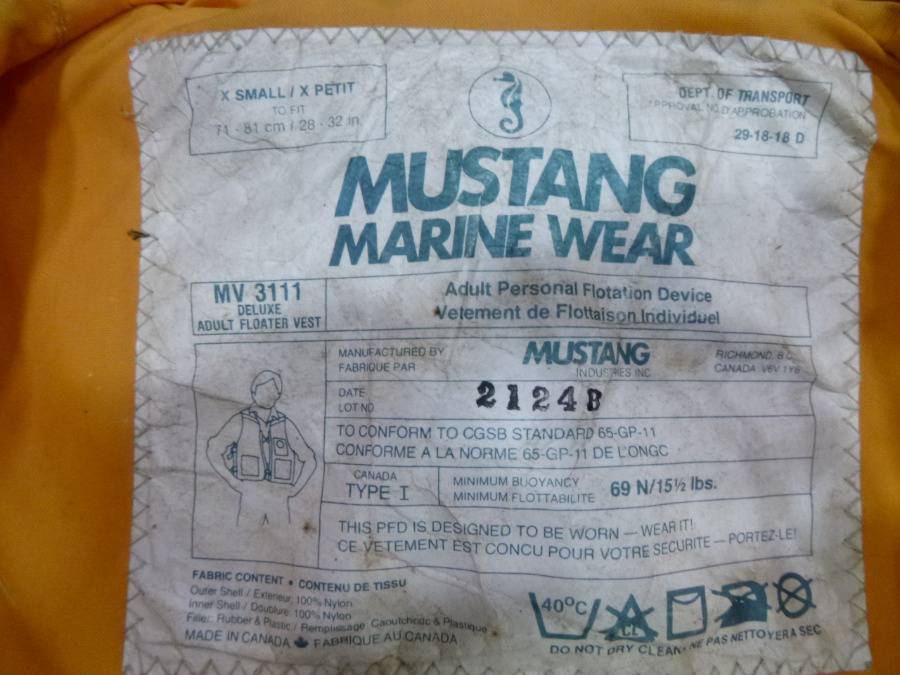 X SMALL / X PETIT
TO FIT
71 - 81 cm / 28 - 32 in
DEPT. OF TRANSPORT
APPROVAL NO D'APPROBATION
29-18-18 D
MUSTANG
MARINE WEAR
MV 3111
DELUXE
ADULT FLOATER VEST
Adult Personal Flotation Device
Vetement de Flottaison Individuel
MANUFACTURED BY
FABRIQUE PAR
MUSTANG
INDUSTRIES INC.
RICHMOND, B.C.
CANADA V6V 1Y6
DATE
LOT NO.
2124B
TO CONFORM TO CGSB STANDARD 65-GP-11
CONFORME A LA NORME 65-GP-11 DE L'ONGC
CANADA
TYPE I
MINIMUM BUOYANCY
MINIMUM FLOTTABILITE
69 N/15½ lbs.
THIS PFD IS DESIGNED TO BE WORN — WEAR IT!
CE VETEMENT EST CONCU POUR VOTRE SECURITE — PORTEZ-LE!
FABRIC CONTENT • CONTENU DE TISSU
Outer Shell / Exterieur 100% Nylon
Inner Shell / Doublure 100% Nylon
Filler: Rubber & Plastic / Remplissage Caoutchouc & Plastique
MADE IN CANADA FABRIQUE AU CANADA
40°C
CL
DO NOT DRY CLEAN • NE PAS NETTOYER A SEC